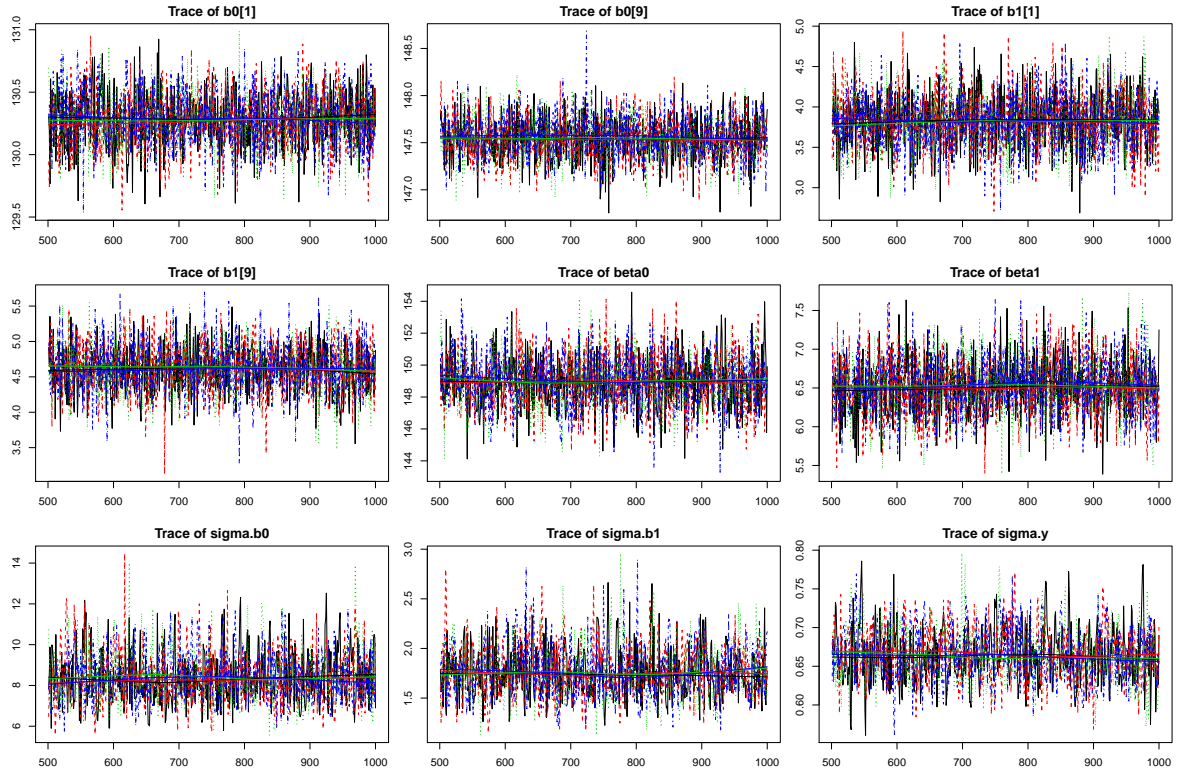 Trace of b0[1]
129.5 130.0 130.5 131.0
500 600 700 800 900 1000
Trace of b0[9]
147.0 147.5 148.0 148.5
500 600 700 800 900 1000
Trace of b1[1]
3.0 3.5 4.0 4.5 5.0
500 600 700 800 900 1000
Trace of b1[9]
3.5 4.0 4.5 5.0 5.5
500 600 700 800 900 1000
Trace of beta0
144 146 148 150 152 154
500 600 700 800 900 1000
Trace of beta1
5.5 6.0 6.5 7.0 7.5
500 600 700 800 900 1000
Trace of sigma.b0
6 8 10 12 14
500 600 700 800 900 1000
Trace of sigma.b1
1.5 2.0 2.5 3.0
500 600 700 800 900 1000
Trace of sigma.y
0.60 0.65 0.70 0.75 0.80
500 600 700 800 900 1000